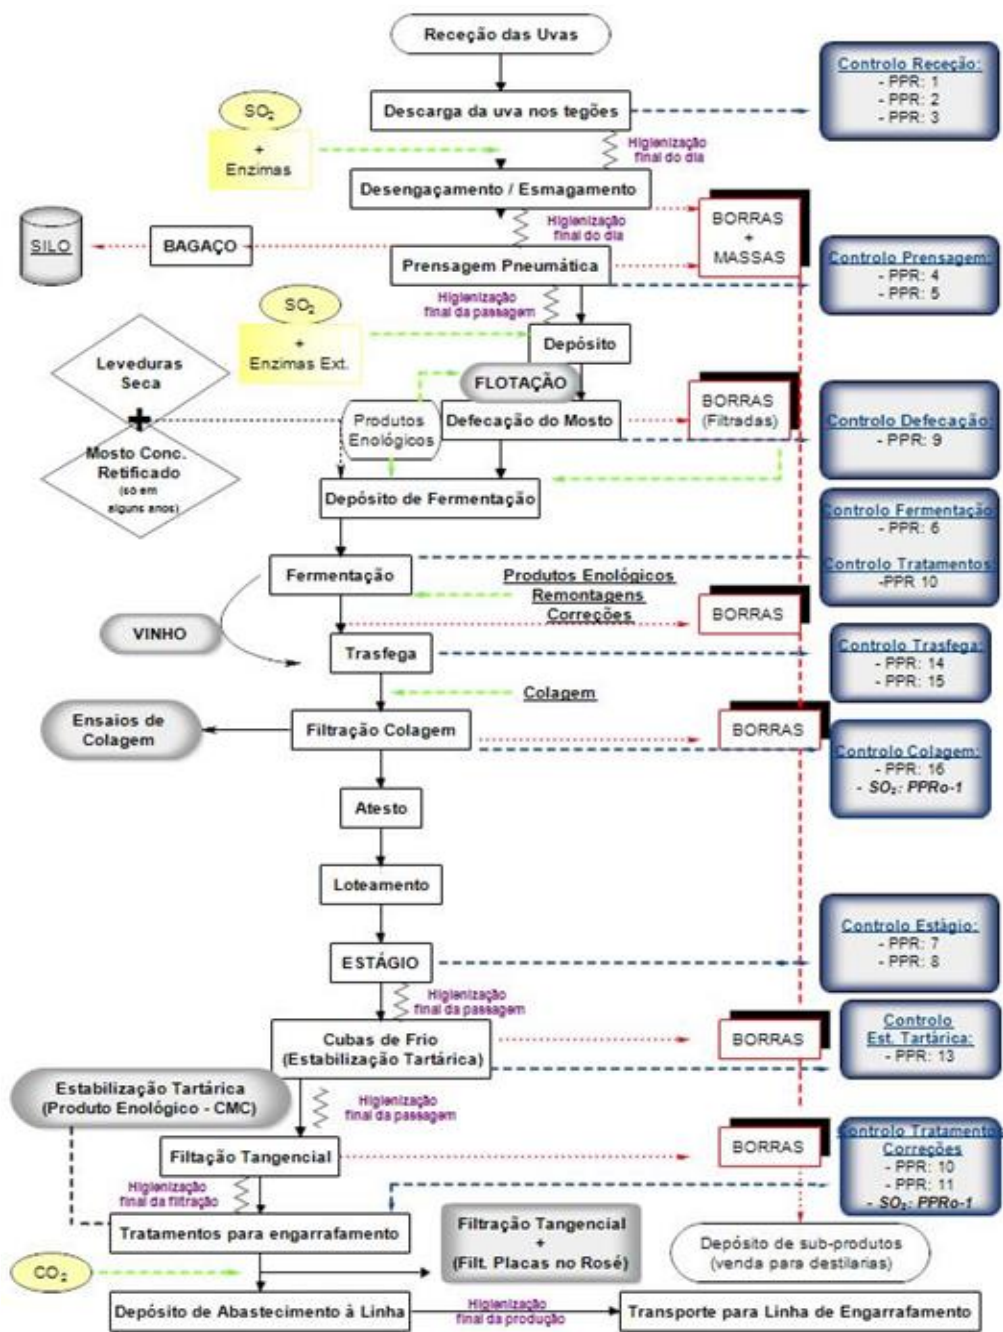 Receção das Uvas
Controlo Receção:
- PPR: 1
- PPR: 2
- PPR: 3
Descarga da uva nos tegões
SO₂
+
Enzimas
Higienização
final do dia
Desengaçamento / Esmagamento
BORRAS
+
MASSAS
Higienização
final do dia
SILO
BAGAÇO
Prensagem Pneumática
Controlo Prensagem:
- PPR: 4
- PPR: 5
Higienização
final da passagem
SO₂
+
Enzimas Ext.
Depósito
Leveduras
Seca
+
Mosto Conc.
Retificado
(só em
alguns anos)
FLOTAÇÃO
Produtos
Enológicos
Defecação do Mosto
BORRAS
(Filtradas)
Controlo Defecação:
- PPR: 9
Depósito de Fermentação
Controlo Fermentação
- PPR: 6
Controlo Tratamentos:
-PPR 10
Fermentação
Produtos Enológicos
Remontagens
Correções
BORRAS
VINHO
Trasfega
Controlo Trasfega:
- PPR: 14
- PPR: 15
Colagem
Ensaios de
Colagem
Filtração Colagem
BORRAS
Controlo Colagem:
- PPR: 16
- SO₂: PPRo-1
Atesto
Loteamento
ESTÁGIO
Controlo Estágio:
- PPR: 7
- PPR: 8
Higienização
final da passagem
Cubas de Frio
(Estabilização Tartárica)
BORRAS
Controlo
Est. Tartárica:
- PPR: 13
Estabilização Tartárica
(Produto Enológico - CMC)
Higienização
final da passagem
Filtação Tangencial
BORRAS
Controlo Tratamento
Correções
- PPR: 10
- PPR: 11
- SO₂: PPRo-1
Higienização
final da filtração
Tratamentos para engarrafamento
Filtração Tangencial
+
(Filt. Placas no Rosé)
Depósito de sub-produtos
(venda para destilarias)
CO₂
Depósito de Abastecimento à Linha
Higienização
final da produção
Transporte para Linha de Engarrafamento